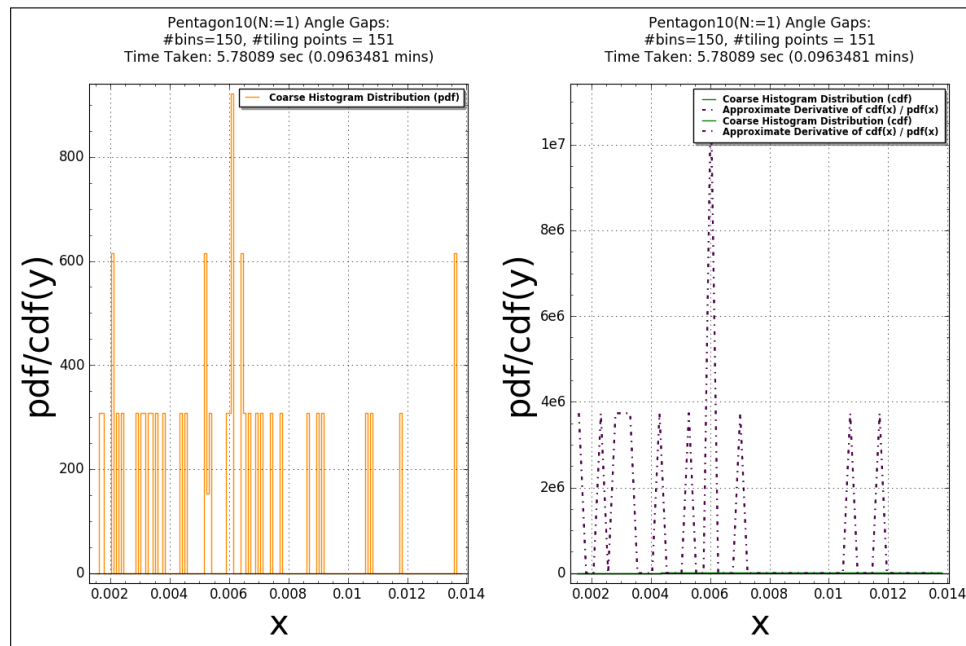 Pentagon10(N:=1) Angle Gaps:
#bins=150, #tiling points = 151
Time Taken: 5.78089 sec (0.0963481 mins)
Coarse Histogram Distribution (pdf)
800
600
400
200
0
0.002 0.004 0.006 0.008 0.010 0.012 0.014
pdf/cdf(y)
x
Pentagon10(N:=1) Angle Gaps:
#bins=150, #tiling points = 151
Time Taken: 5.78089 sec (0.0963481 mins)
Coarse Histogram Distribution (cdf)
Approximate Derivative of cdf(x) / pdf(x)
Coarse Histogram Distribution (cdf)
Approximate Derivative of cdf(x) / pdf(x)
1e7
8e6
6e6
4e6
2e6
0
0.002 0.004 0.006 0.008 0.010 0.012 0.014
pdf/cdf(y)
x